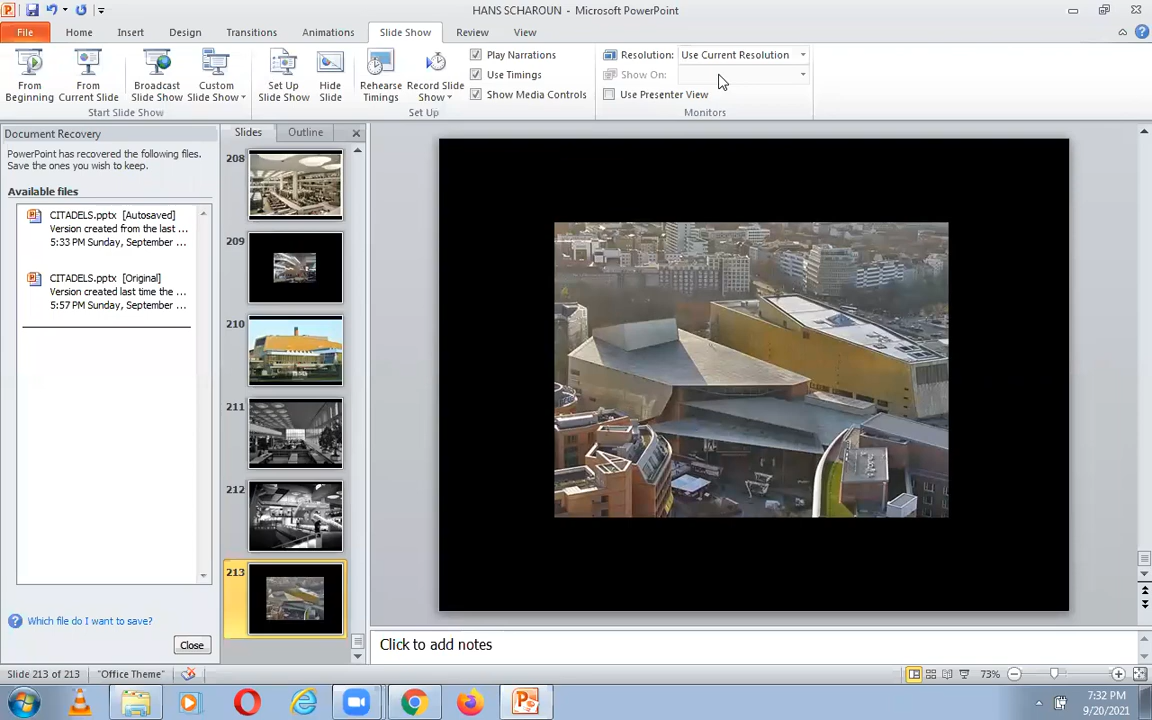 HANS SCHAROUN - Microsoft PowerPoint
File Home Insert Design Transitions Animations Slide Show Review View
From Beginning
From Current Slide
Broadcast Slide Show
Custom Slide Show
Start Slide Show
Set Up Slide Show
Hide Slide
Rehearse Timings
Record Slide Show
Play Narrations
Use Timings
Show Media Controls
Set Up
Resolution: Use Current Resolution
Show On:
Use Presenter View
Monitors
Document Recovery
PowerPoint has recovered the following files.
Save the ones you wish to keep.
Available files
CITADELS.pptx [Autosaved]
Version created from the last ...
5:33 PM Sunday, September ...
CITADELS.pptx [Original]
Version created last time the ...
5:57 PM Sunday, September ...
Which file do I want to save?
Close
Slides Outline
208
209
210
211
212
213
Click to add notes
Slide 213 of 213 "Office Theme" 73%
7:32 PM
9/20/2021